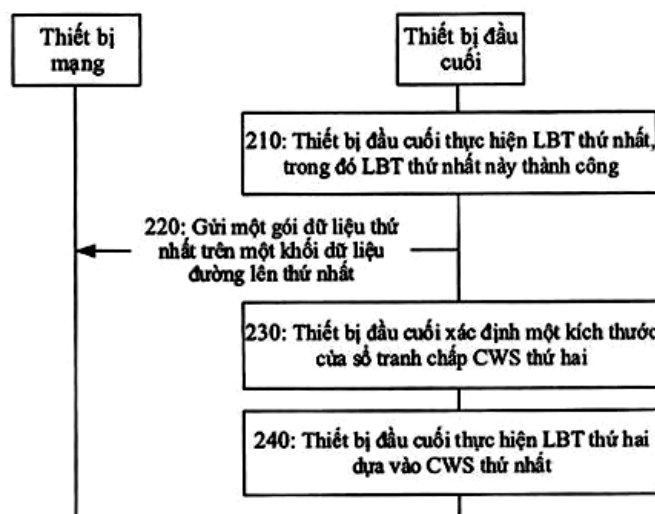 Thiết bị
mạng
Thiết bị đầu
cuối
210: Thiết bị đầu cuối thực hiện LBT thứ nhất,
trong đó LBT thứ nhất này thành công
220: Gửi một gói dữ liệu thứ
nhất trên một khối dữ liệu
đường lên thứ nhất
230: Thiết bị đầu cuối xác định một kích thước
cửa sổ tranh chấp CWS thứ hai
240: Thiết bị đầu cuối thực hiện LBT thứ hai
dựa vào CWS thứ nhất